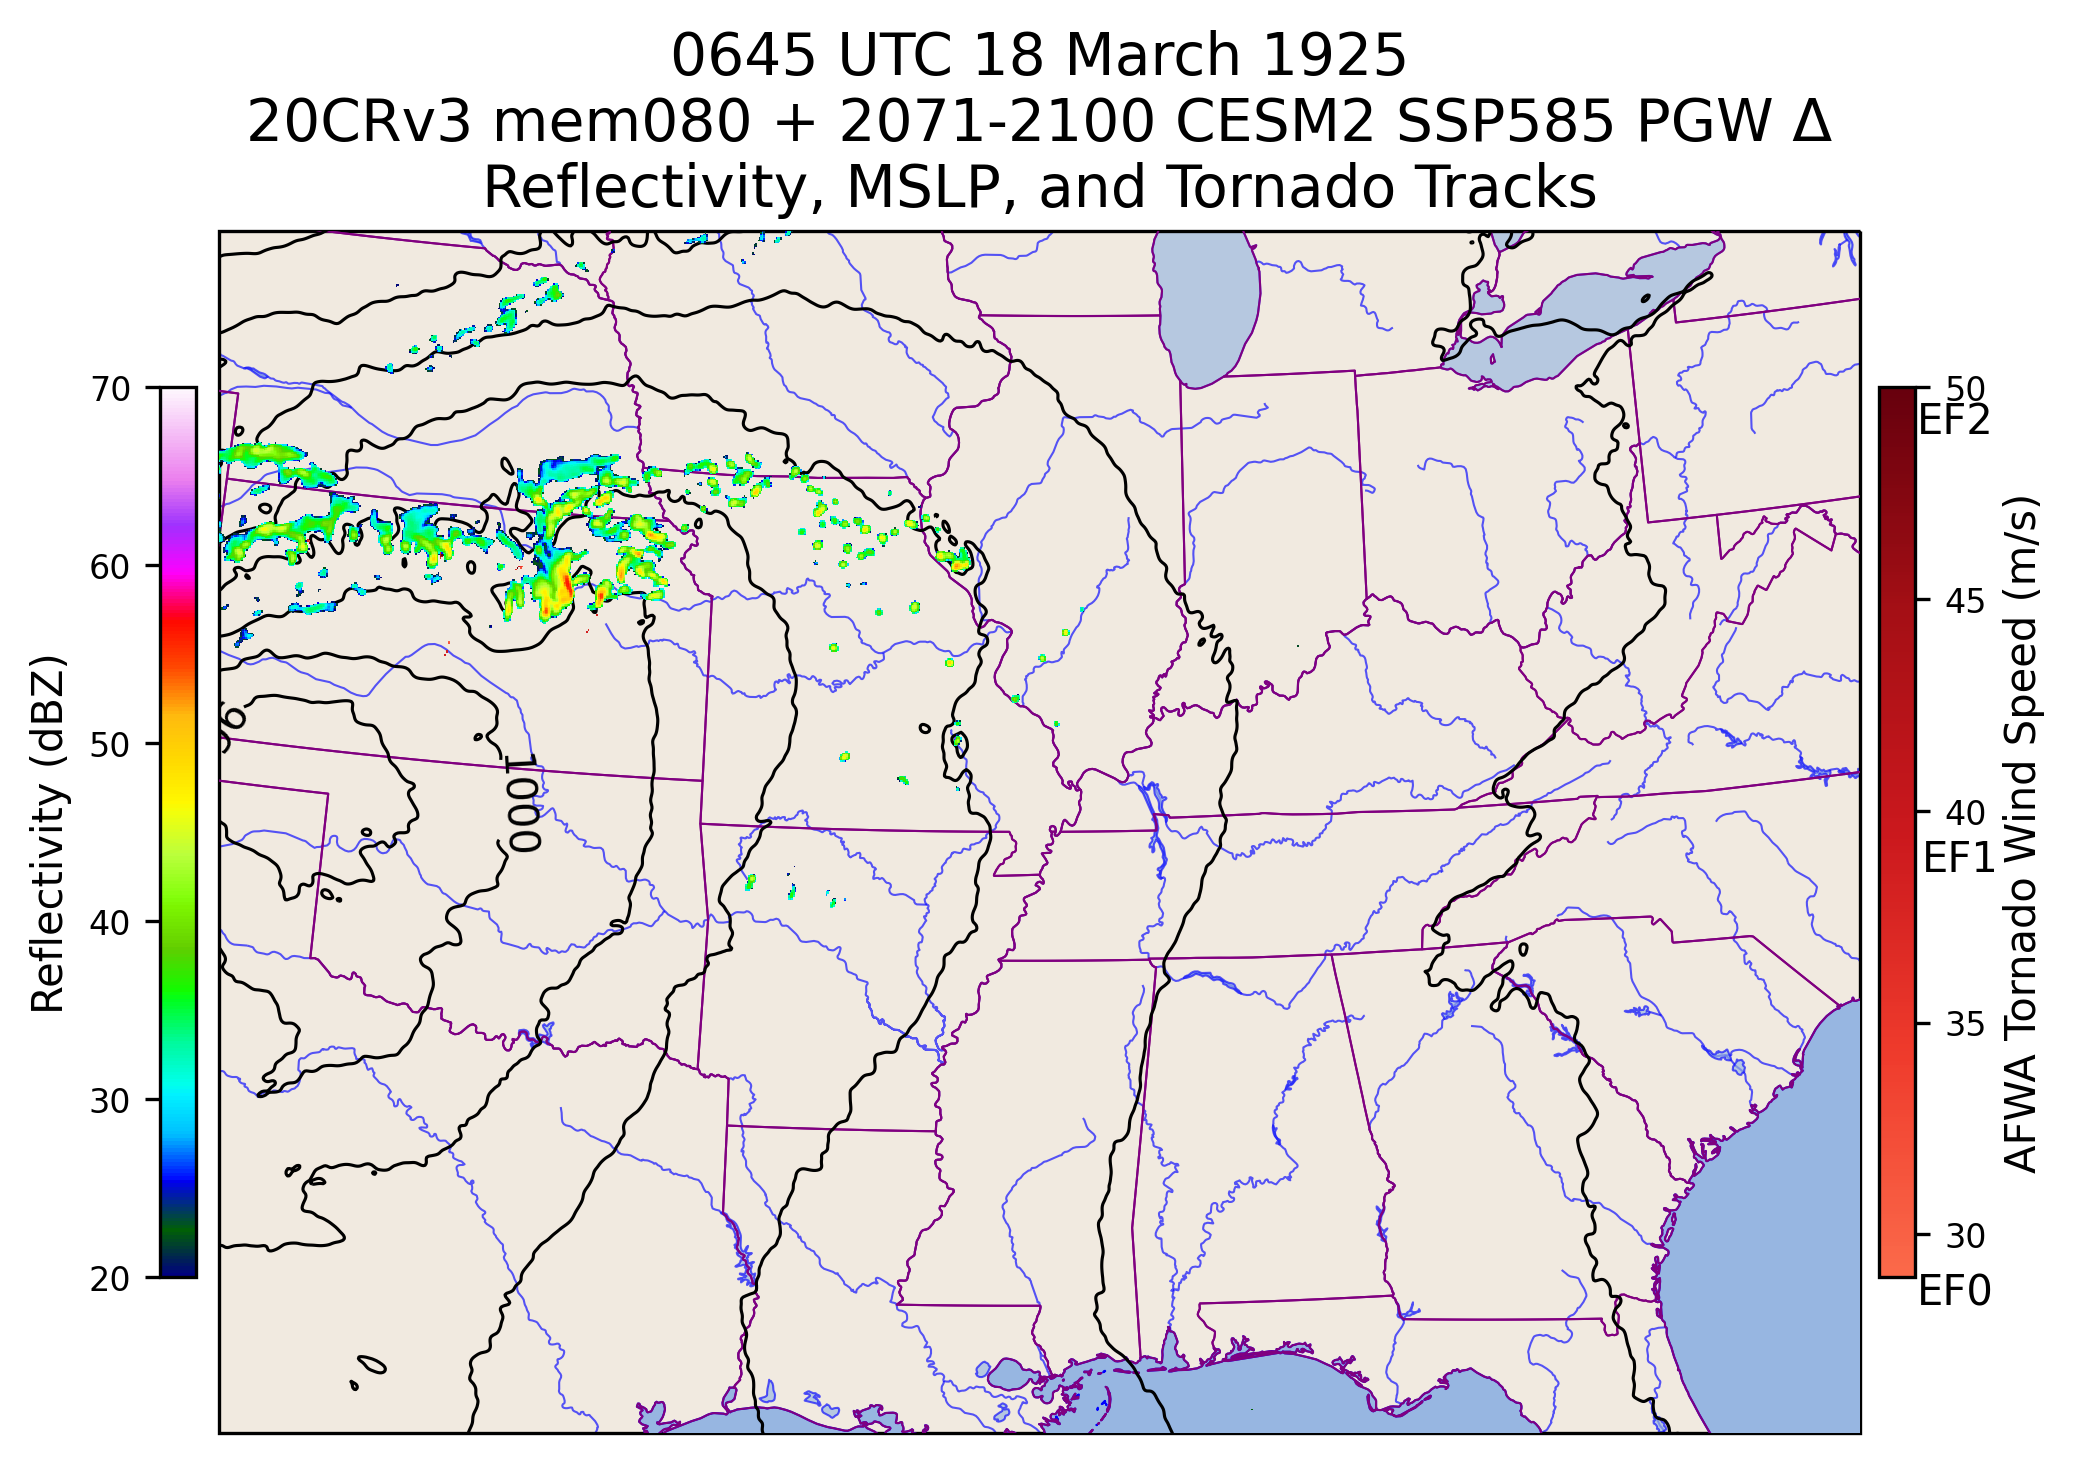 0645 UTC 18 March 1925
20CRv3 mem080 + 2071-2100 CESM2 SSP585 PGW Δ
Reflectivity, MSLP, and Tornado Tracks
70
60
50
40
30
20
Reflectivity (dBZ)
1000
50
EF2
45
40
EF1
35
30
EF0
AFWA Tornado Wind Speed (m/s)